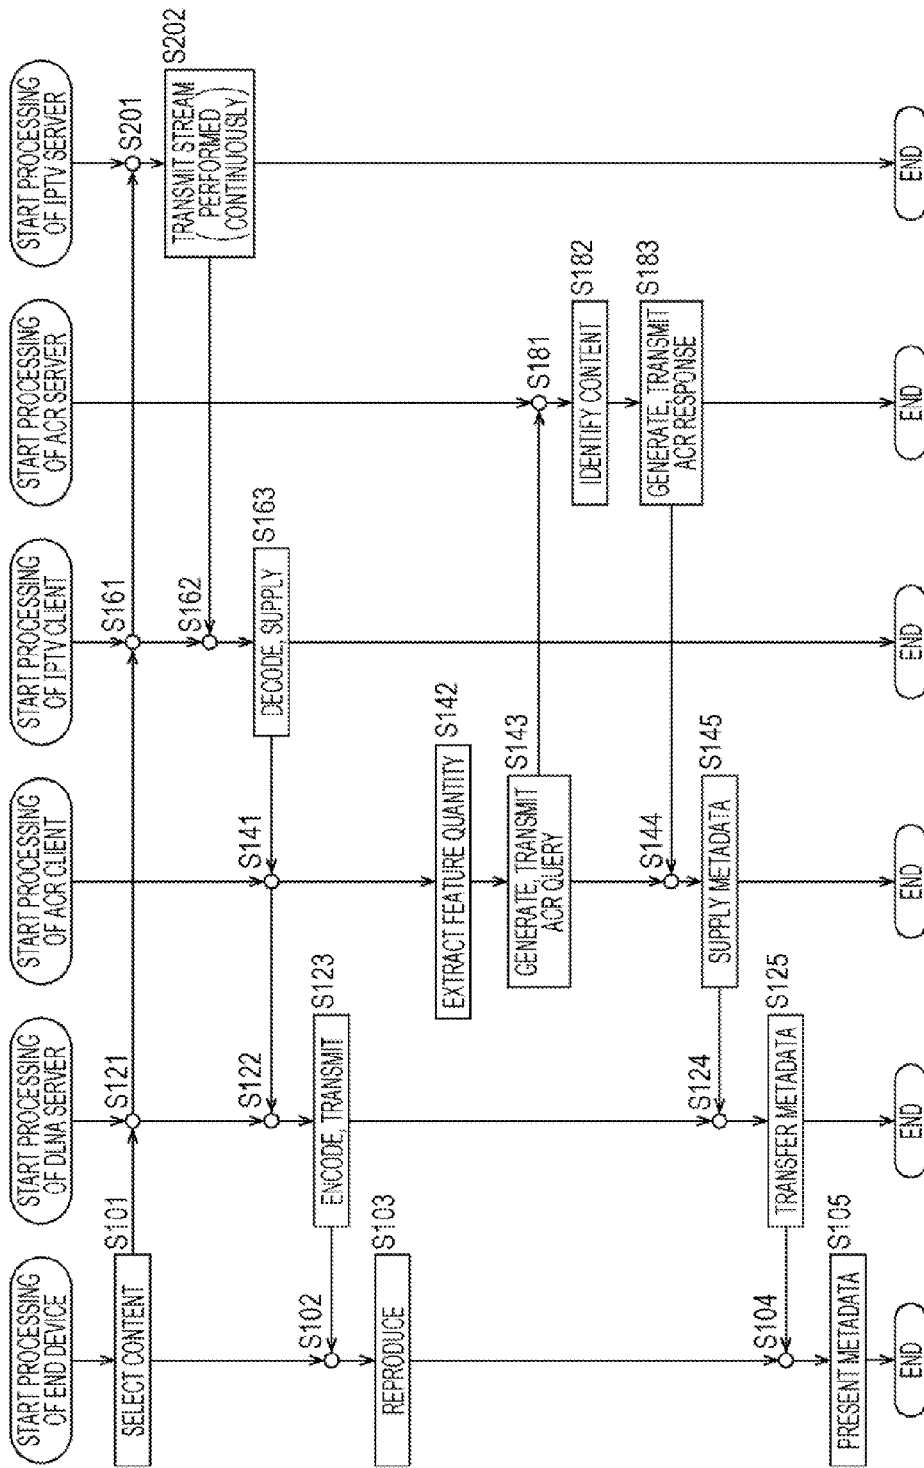 START PROCESSING
OF END DEVICE
START PROCESSING
OF DLNA SERVER
START PROCESSING
OF ACR CLIENT
START PROCESSING
OF IPTV CLIENT
START PROCESSING
OF ACR SERVER
START PROCESSING
OF IPTV SERVER
S101
SELECT CONTENT
S121
S161
S201
S202
TRANSMIT STREAM
(PERFORMED
CONTINUOUSLY)
S162
S163
DECODE, SUPPLY
S141
S122
S123
ENCODE, TRANSMIT
S102
S103
REPRODUCE
S142
EXTRACT FEATURE QUANTITY
S143
GENERATE, TRANSMIT
ACR QUERY
S181
S182
IDENTIFY CONTENT
S183
GENERATE, TRANSMIT
ACR RESPONSE
S144
S145
SUPPLY METADATA
S124
S125
TRANSFER METADATA
S104
S105
PRESENT METADATA
END
END
END
END
END
END